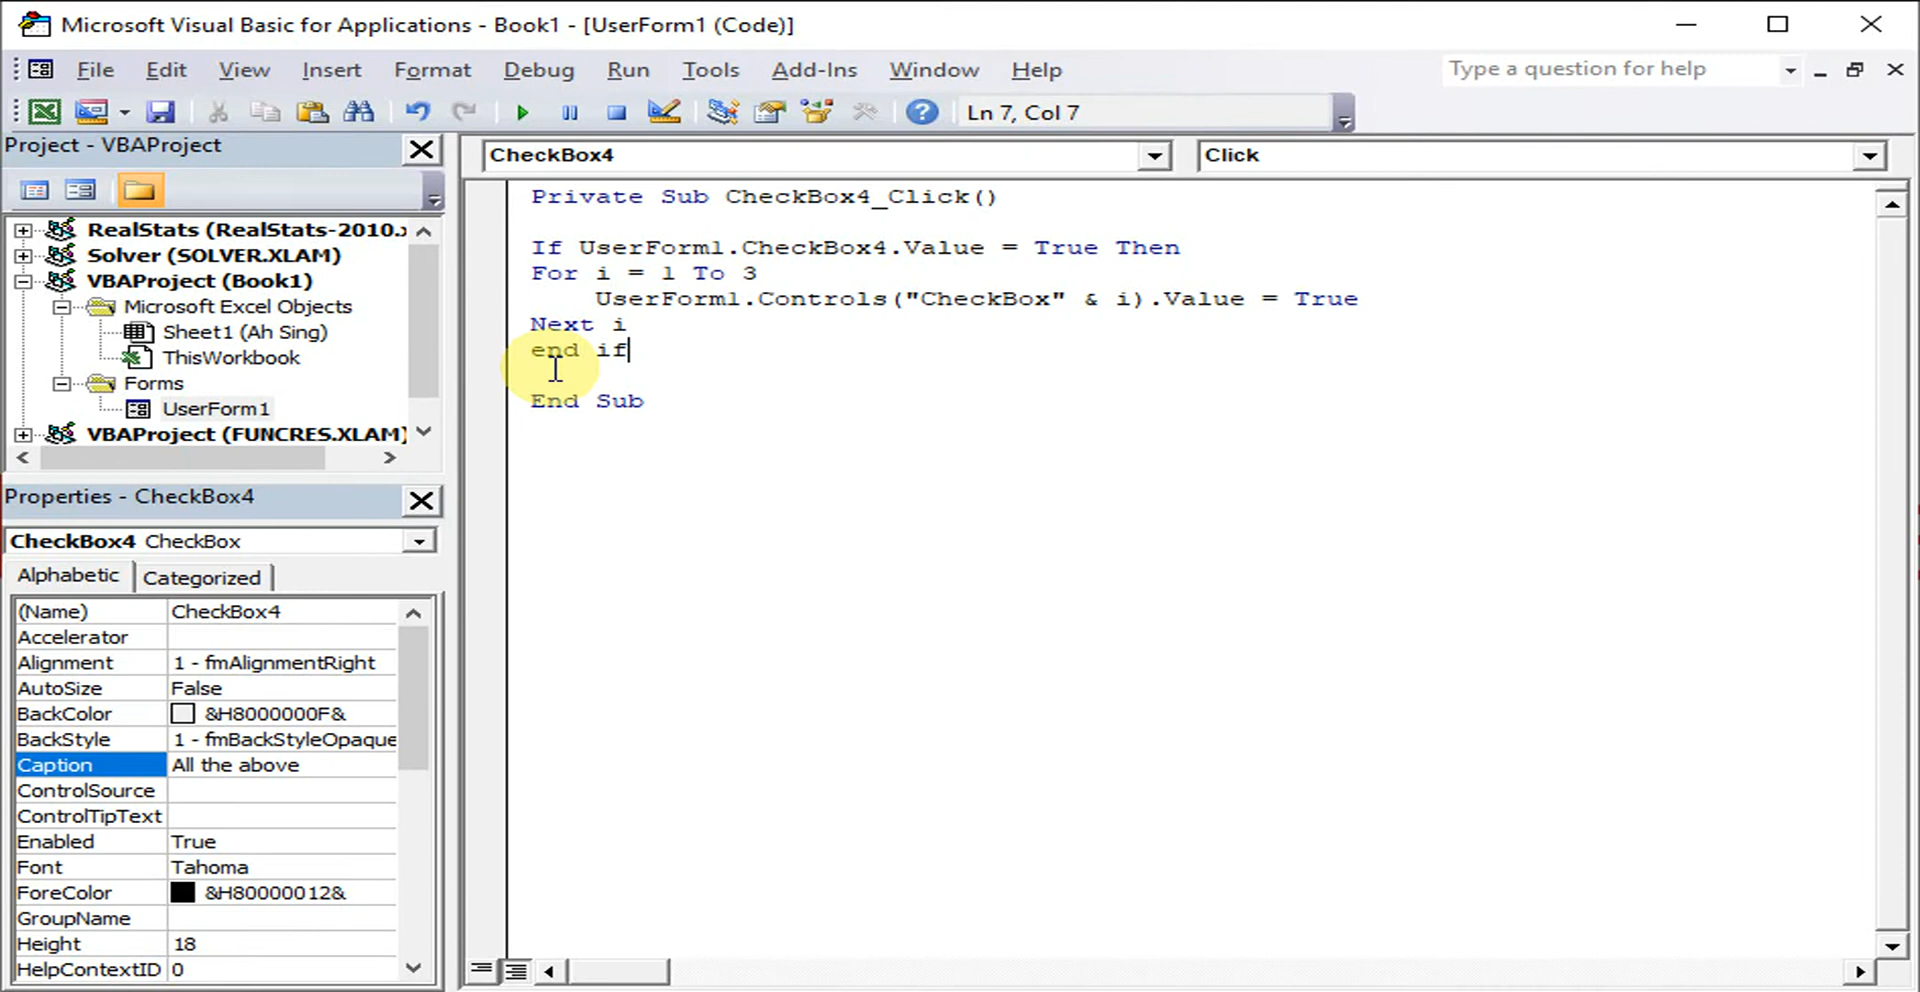 Microsoft Visual Basic for Applications - Book1 - [UserForm1 (Code)]
File Edit View Insert Format Debug Run Tools Add-Ins Window Help
Type a question for help
Ln 7, Col 7
Project - VBAProject
RealStats (RealStats-2010.x
Solver (SOLVER.XLAM)
VBAProject (Book1)
Microsoft Excel Objects
Sheet1 (Ah Sing)
ThisWorkbook
Forms
UserForm1
VBAProject (FUNCRES.XLAM)
Properties - CheckBox4
CheckBox4 CheckBox
Alphabetic Categorized
(Name) CheckBox4
Accelerator
Alignment 1 - fmAlignmentRight
AutoSize False
BackColor &H8000000F&
BackStyle 1 - fmBackStyleOpaque
Caption All the above
ControlSource
ControlTipText
Enabled True
Font Tahoma
ForeColor &H80000012&
GroupName
Height 18
HelpContextID 0
CheckBox4 Click
Private Sub CheckBox4_Click()
If UserForm1.CheckBox4.Value = True Then
For i = 1 To 3
UserForm1.Controls("CheckBox" & i).Value = True
Next i
end if
End Sub